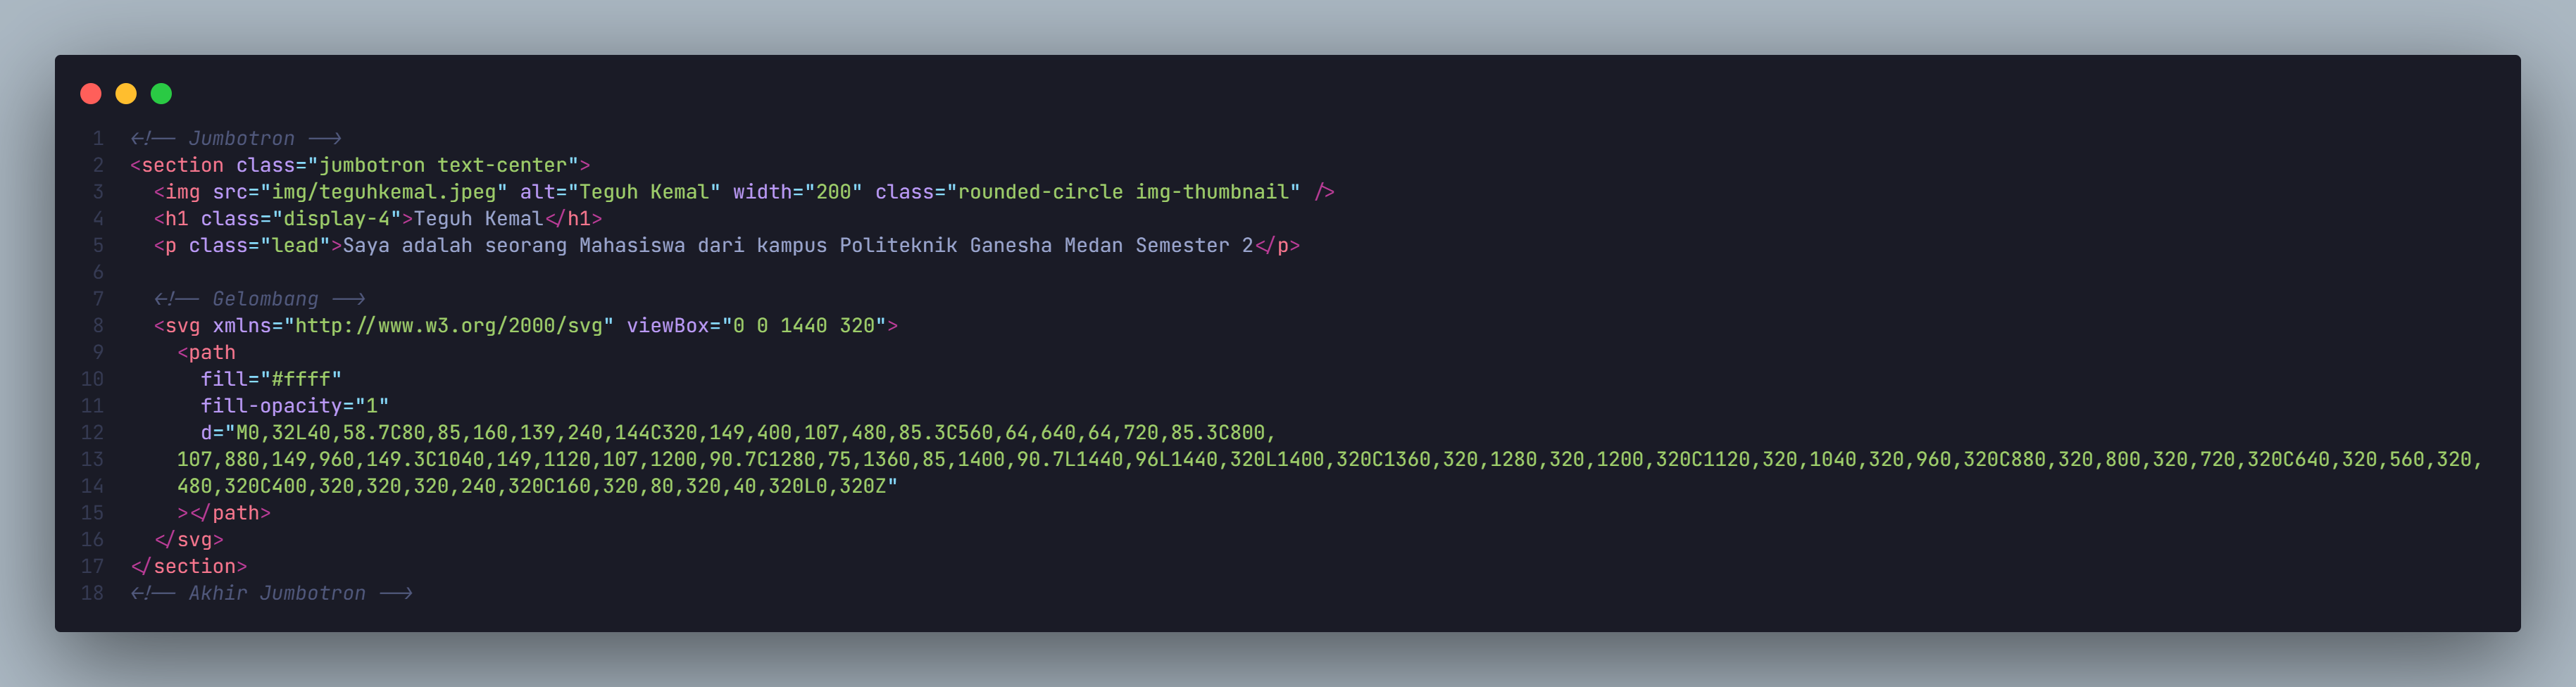 1 <!-- Jumbotron -->
2 <section class="jumbotron text-center">
3   <img src="img/teguhkemal.jpeg" alt="Teguh Kemal" width="200" class="rounded-circle img-thumbnail" />
4   <h1 class="display-4">Teguh Kemal</h1>
5   <p class="lead">Saya adalah seorang Mahasiswa dari kampus Politeknik Ganesha Medan Semester 2</p>
6
7   <!-- Gelombang -->
8   <svg xmlns="http://www.w3.org/2000/svg" viewBox="0 0 1440 320">
9     <path
10       fill="#ffff"
11       fill-opacity="1"
12       d="M0,32L40,58.7C80,85,160,139,240,144C320,149,400,107,480,85.3C560,64,640,64,720,85.3C800,
13     107,880,149,960,149.3C1040,149,1120,107,1200,90.7C1280,75,1360,85,1400,90.7L1440,96L1440,320L1400,320C1360,320,1280,320,1200,320C1120,320,1040,320,960,320C880,320,800,320,720,320C640,320,560,320,
14     480,320C400,320,320,320,240,320C160,320,80,320,40,320L0,320Z"
15     ></path>
16   </svg>
17 </section>
18 <!-- Akhir Jumbotron -->